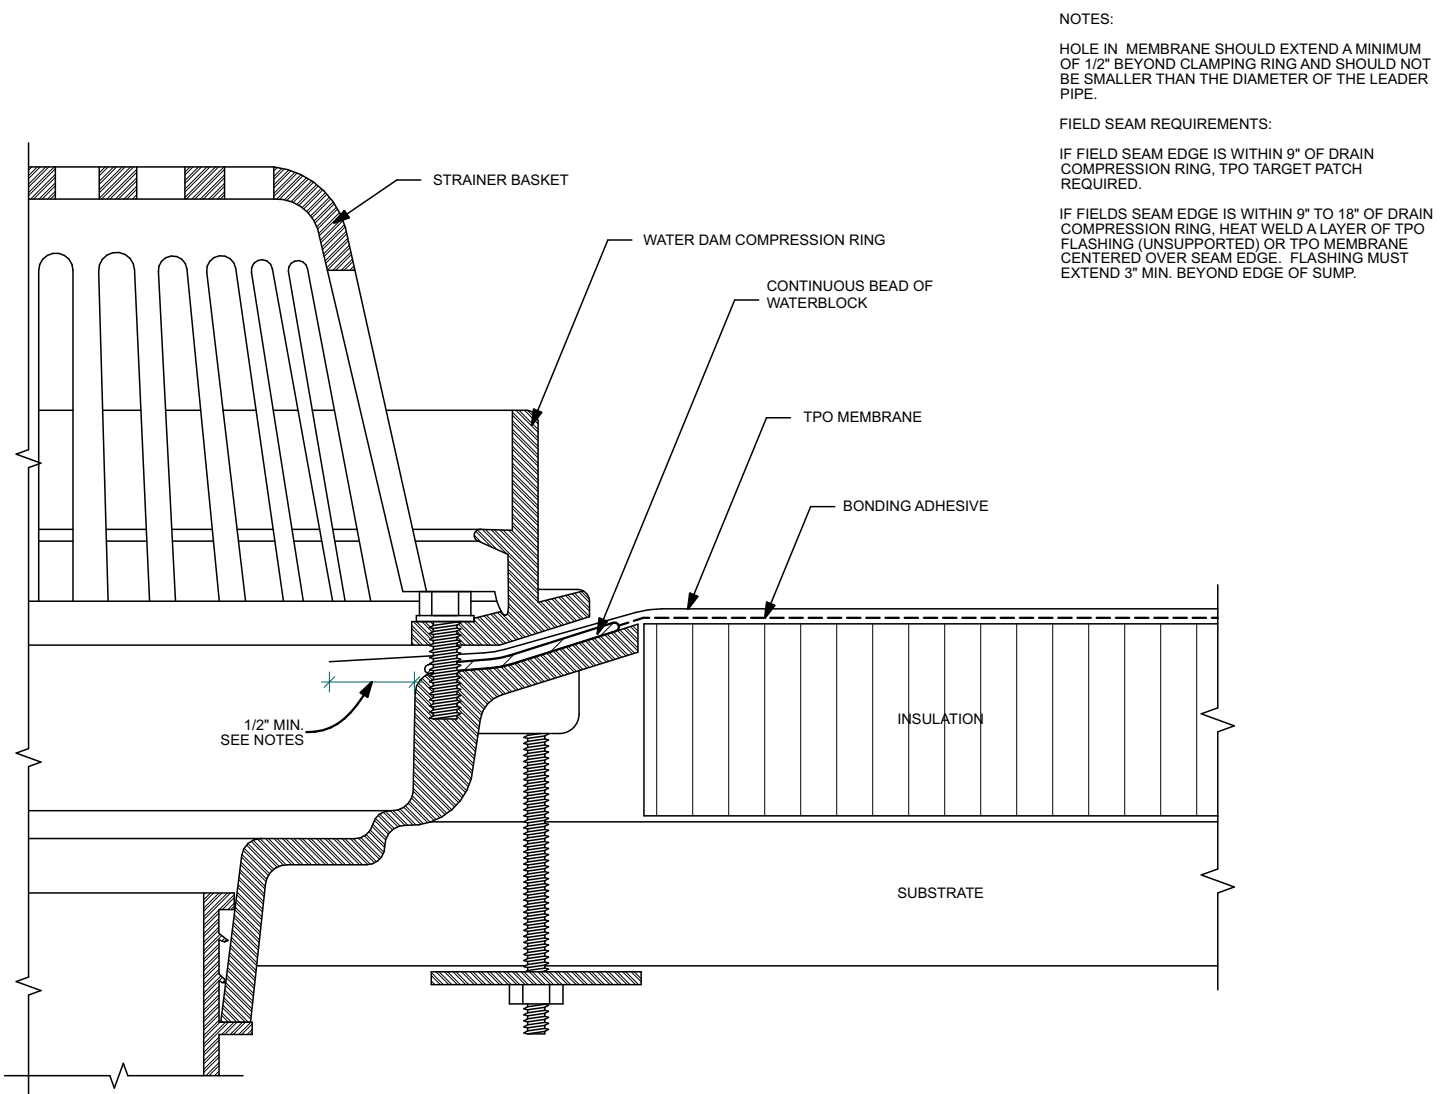 NOTES:
HOLE IN MEMBRANE SHOULD EXTEND A MINIMUM
OF 1/2" BEYOND CLAMPING RING AND SHOULD NOT
BE SMALLER THAN THE DIAMETER OF THE LEADER
PIPE.
FIELD SEAM REQUIREMENTS:
IF FIELD SEAM EDGE IS WITHIN 9" OF DRAIN
COMPRESSION RING, TPO TARGET PATCH
REQUIRED.
IF FIELDS SEAM EDGE IS WITHIN 9" TO 18" OF DRAIN
COMPRESSION RING, HEAT WELD A LAYER OF TPO
FLASHING (UNSUPPORTED) OR TPO MEMBRANE
CENTERED OVER SEAM EDGE. FLASHING MUST
EXTEND 3" MIN. BEYOND EDGE OF SUMP.
STRAINER BASKET
WATER DAM COMPRESSION RING
CONTINUOUS BEAD OF
WATERBLOCK
TPO MEMBRANE
BONDING ADHESIVE
1/2" MIN.
SEE NOTES
INSULATION
SUBSTRATE